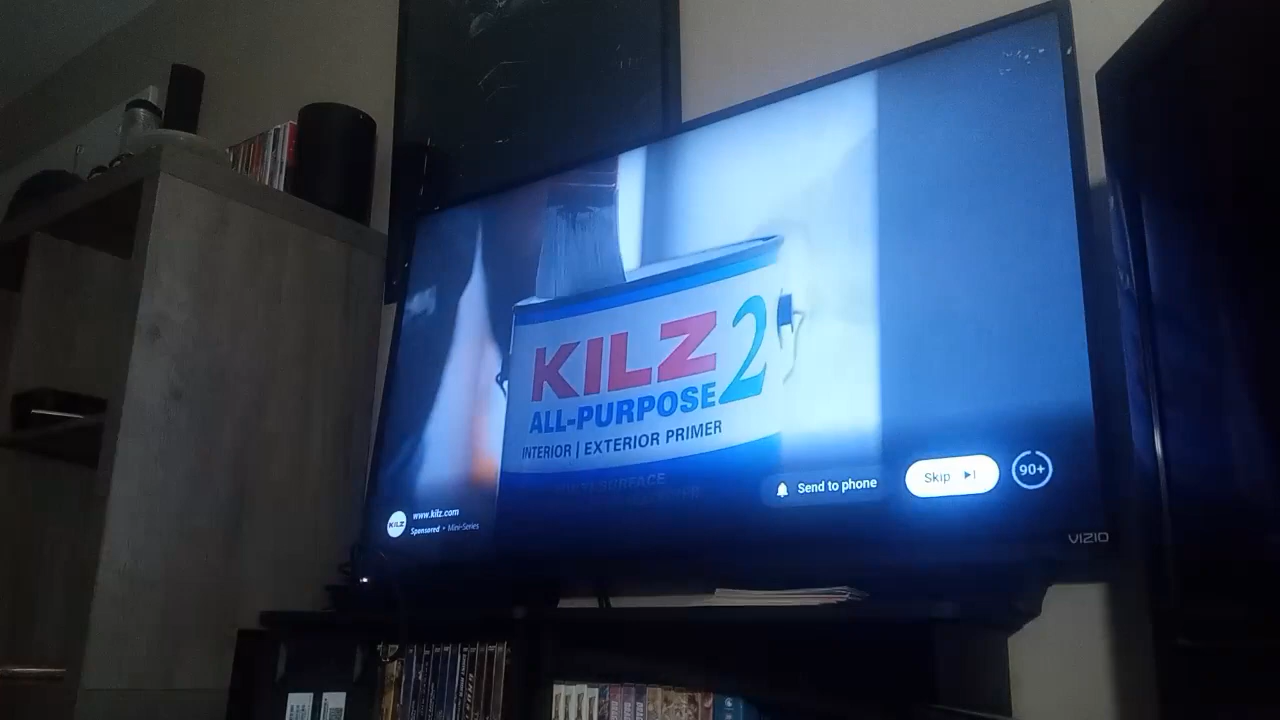 KILZ 2
ALL-PURPOSE
INTERIOR | EXTERIOR PRIMER
Send to phone
Skip
90+
KILZ
www.kilz.com
Sponsored • Mini-Series
VIZIO